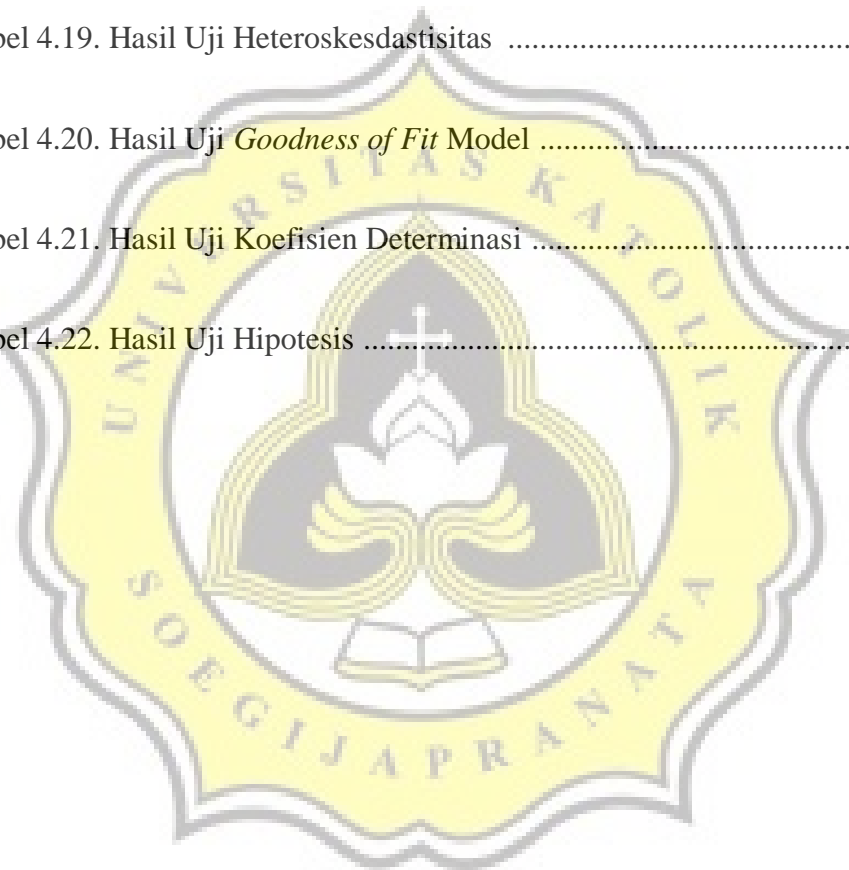 bel 4.19. Hasil Uji Heteroskesdastisitas ..........................................
bel 4.20. Hasil Uji Goodness of Fit Model ......................................
bel 4.21. Hasil Uji Koefisien Determinasi .......................................
bel 4.22. Hasil Uji Hipotesis ............................................................
UNIVERSITAS KATOLIK
SOEGIJAPRANATA